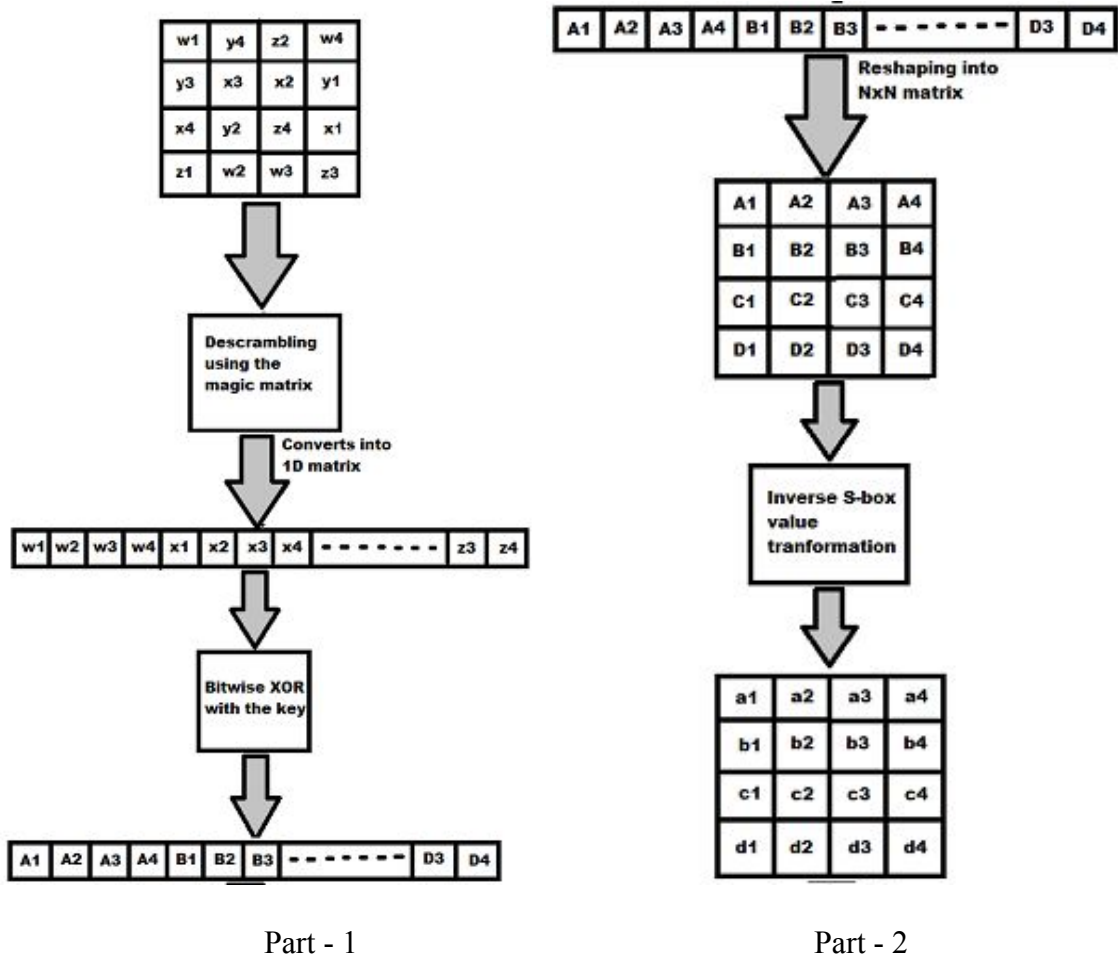 w1 y4 z2 w4
y3 x3 x2 y1
x4 y2 z4 x1
z1 w2 w3 z3
Descrambling
using the
magic matrix
Converts into
1D matrix
w1 w2 w3 w4 x1 x2 x3 x4 - - - - - - - z3 z4
Bitwise XOR
with the key
A1 A2 A3 A4 B1 B2 B3 - - - - - - - D3 D4
Part - 1
A1 A2 A3 A4 B1 B2 B3 - - - - - - - D3 D4
Reshaping into
NxN matrix
A1 A2 A3 A4
B1 B2 B3 B4
C1 C2 C3 C4
D1 D2 D3 D4
Inverse S-box
value
tranformation
a1 a2 a3 a4
b1 b2 b3 b4
c1 c2 c3 c4
d1 d2 d3 d4
Part - 2